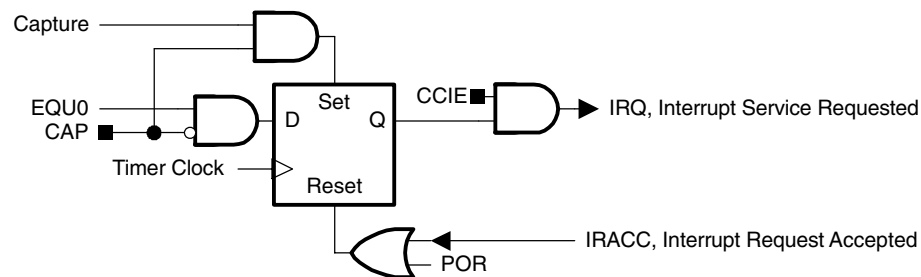 Capture
EQU0
CAP
Timer Clock
Set
D
Q
Reset
CCIE
IRQ, Interrupt Service Requested
IRACC, Interrupt Request Accepted
POR